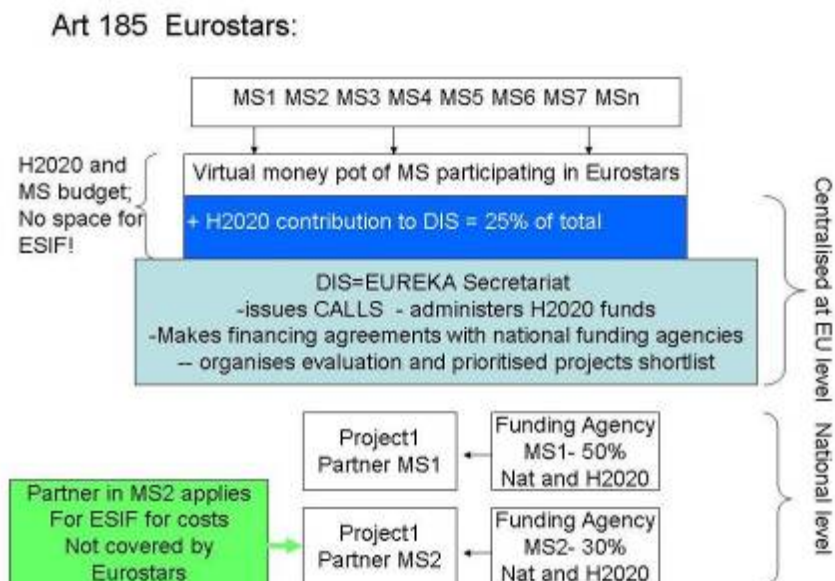 Art 185 Eurostars:
MS1 MS2 MS3 MS4 MS5 MS6 MS7 MSn
H2020 and
MS budget;
No space for
ESIF!
Virtual money pot of MS participating in Eurostars
+ H2020 contribution to DIS = 25% of total
DIS=EUREKA Secretariat
-issues CALLS - administers H2020 funds
-Makes financing agreements with national funding agencies
-- organises evaluation and prioritised projects shortlist
Centralised at EU level
Project1
Partner MS1
Funding Agency
MS1- 50%
Nat and H2020
Partner in MS2 applies
For ESIF for costs
Not covered by
Eurostars
Project1
Partner MS2
Funding Agency
MS2- 30%
Nat and H2020
National level